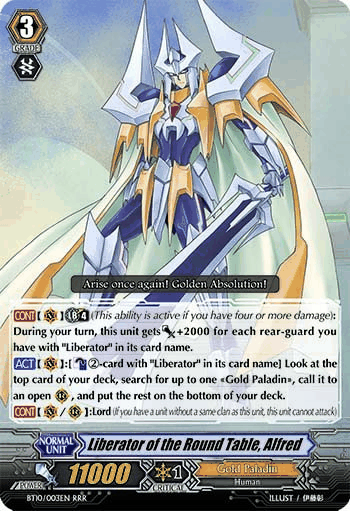 3
GRADE
Arise once again! Golden Absolution!
CONT [ ] LB 4 (This ability is active if you have four or more damage):
During your turn, this unit gets +2000 for each rear-guard you
have with "Liberator" in its card name.
ACT [ ]:[ ②-card with "Liberator" in its card name] Look at the
top card of your deck, search for up to one «Gold Paladin», call it to
an open , and put the rest on the bottom of your deck.
CONT [ / ]:Lord (If you have a unit without a same clan as this unit, this unit cannot attack)
NORMAL UNIT
Liberator of the Round Table, Alfred
POWER 11000
1
CRITICAL
Gold Paladin
Human
BT10/003EN RRR
ILLUST / 伊藤彰